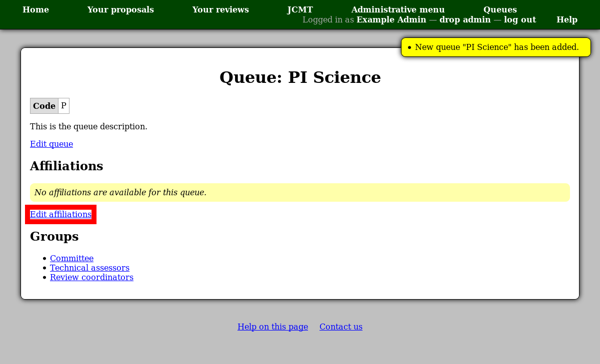 Home Your proposals Your reviews JCMT Administrative menu Queues
Logged in as Example Admin — drop admin — log out Help
New queue "PI Science" has been added.
Queue: PI Science
Code P
This is the queue description.
Edit queue
Affiliations
No affiliations are available for this queue.
Edit affiliations
Groups
Committee
Technical assessors
Review coordinators
Help on this page Contact us